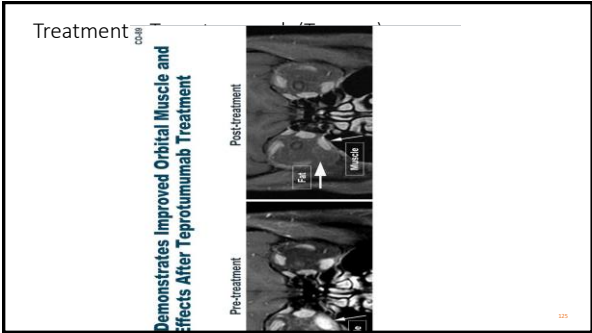 Treatment
CO-89
Demonstrates Improved Orbital Muscle and
Effects After Teprotumumab Treatment
Post-treatment
Fat
Muscle
Pre-treatment
125